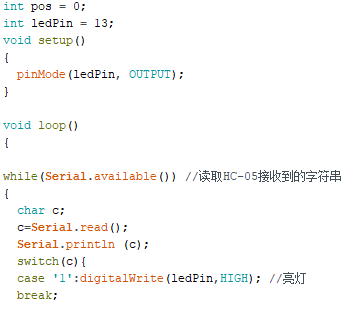 int pos = 0;
int ledPin = 13;
void setup()
{
  pinMode(ledPin, OUTPUT);
}
void loop()
{
while(Serial.available()) //读取HC-05接收到的字符串
{
  char c;
  c=Serial.read();
  Serial.println (c);
  switch(c){
  case '1':digitalWrite(ledPin,HIGH); //亮灯
  break;